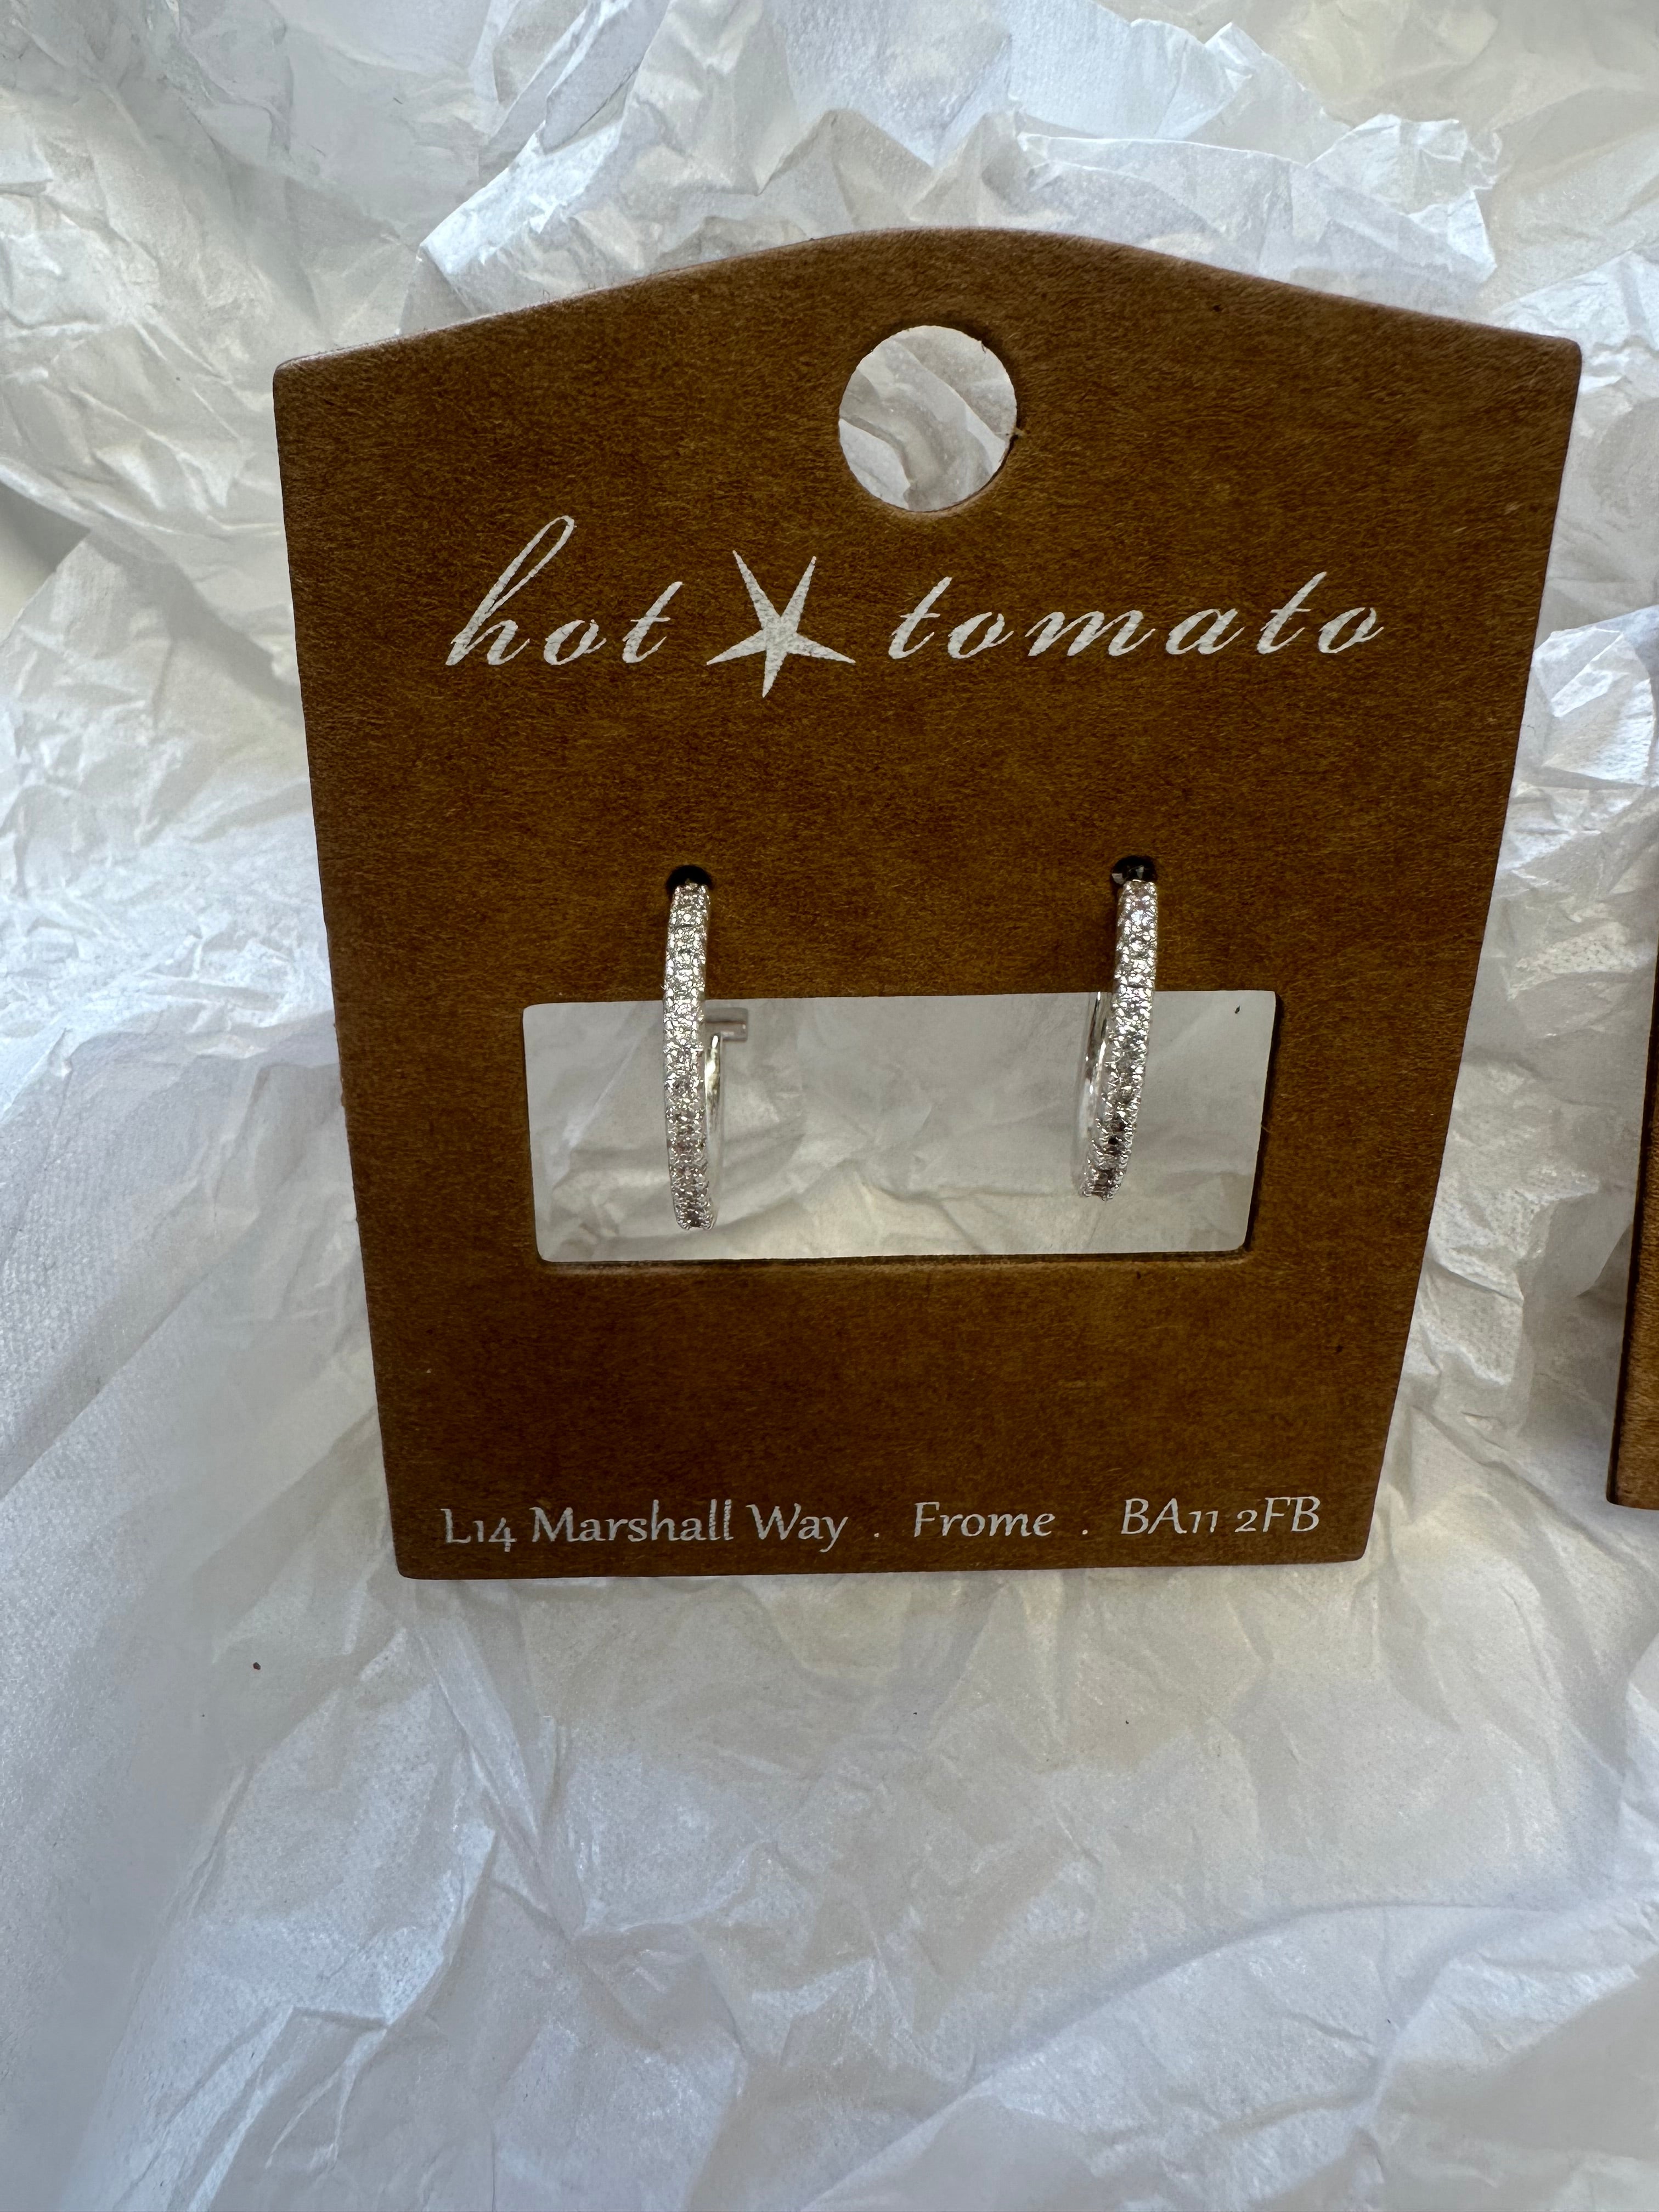 hot tomato
L14 Marshall Way . Frome . BA11 2FB